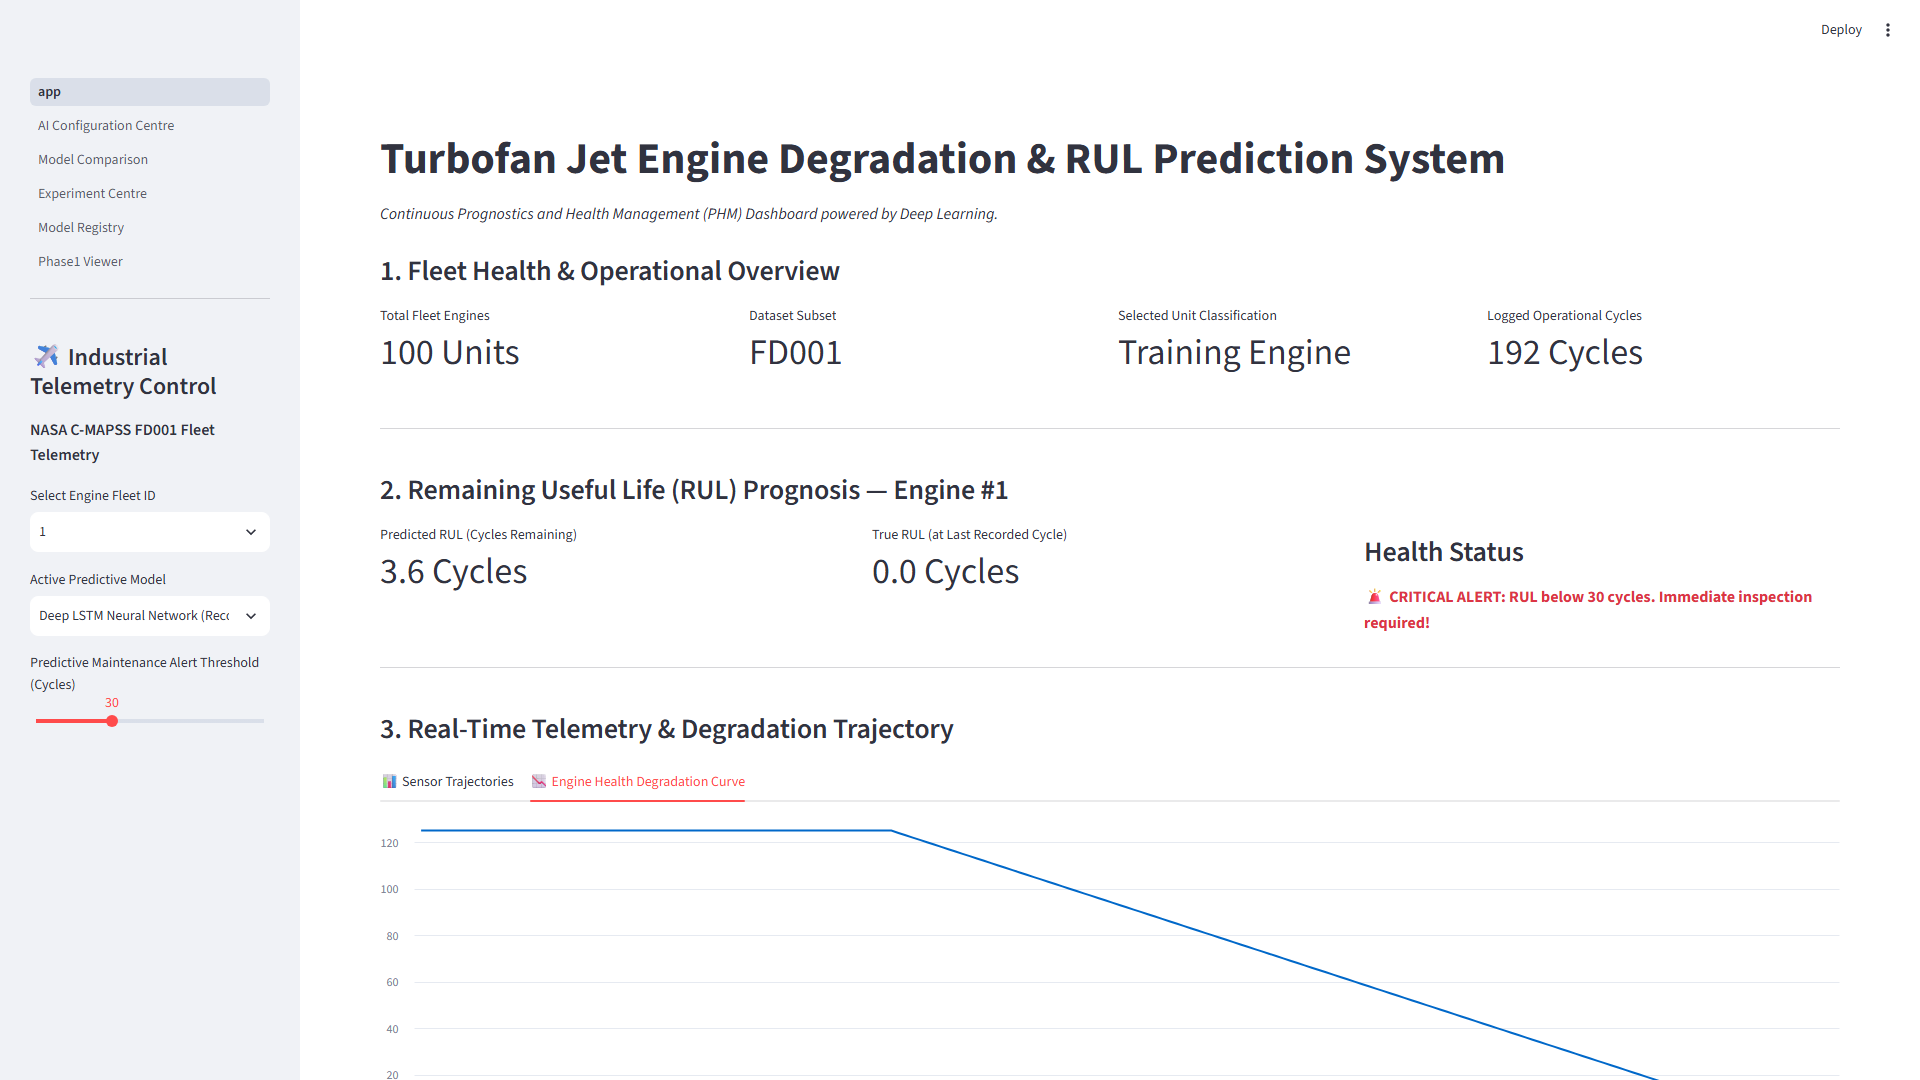 Deploy
app
AI Configuration Centre
Model Comparison
Experiment Centre
Model Registry
Phase1 Viewer
Industrial
Telemetry Control
NASA C-MAPSS FD001 Fleet
Telemetry
Select Engine Fleet ID
1
Active Predictive Model
Deep LSTM Neural Network (Rec
Predictive Maintenance Alert Threshold
(Cycles)
30
Turbofan Jet Engine Degradation & RUL Prediction System
Continuous Prognostics and Health Management (PHM) Dashboard powered by Deep Learning.
1. Fleet Health & Operational Overview
Total Fleet Engines
100 Units
Dataset Subset
FD001
Selected Unit Classification
Training Engine
Logged Operational Cycles
192 Cycles
2. Remaining Useful Life (RUL) Prognosis — Engine #1
Predicted RUL (Cycles Remaining)
3.6 Cycles
True RUL (at Last Recorded Cycle)
0.0 Cycles
Health Status
CRITICAL ALERT: RUL below 30 cycles. Immediate inspection
required!
3. Real-Time Telemetry & Degradation Trajectory
Sensor Trajectories
Engine Health Degradation Curve
120
100
80
60
40
20